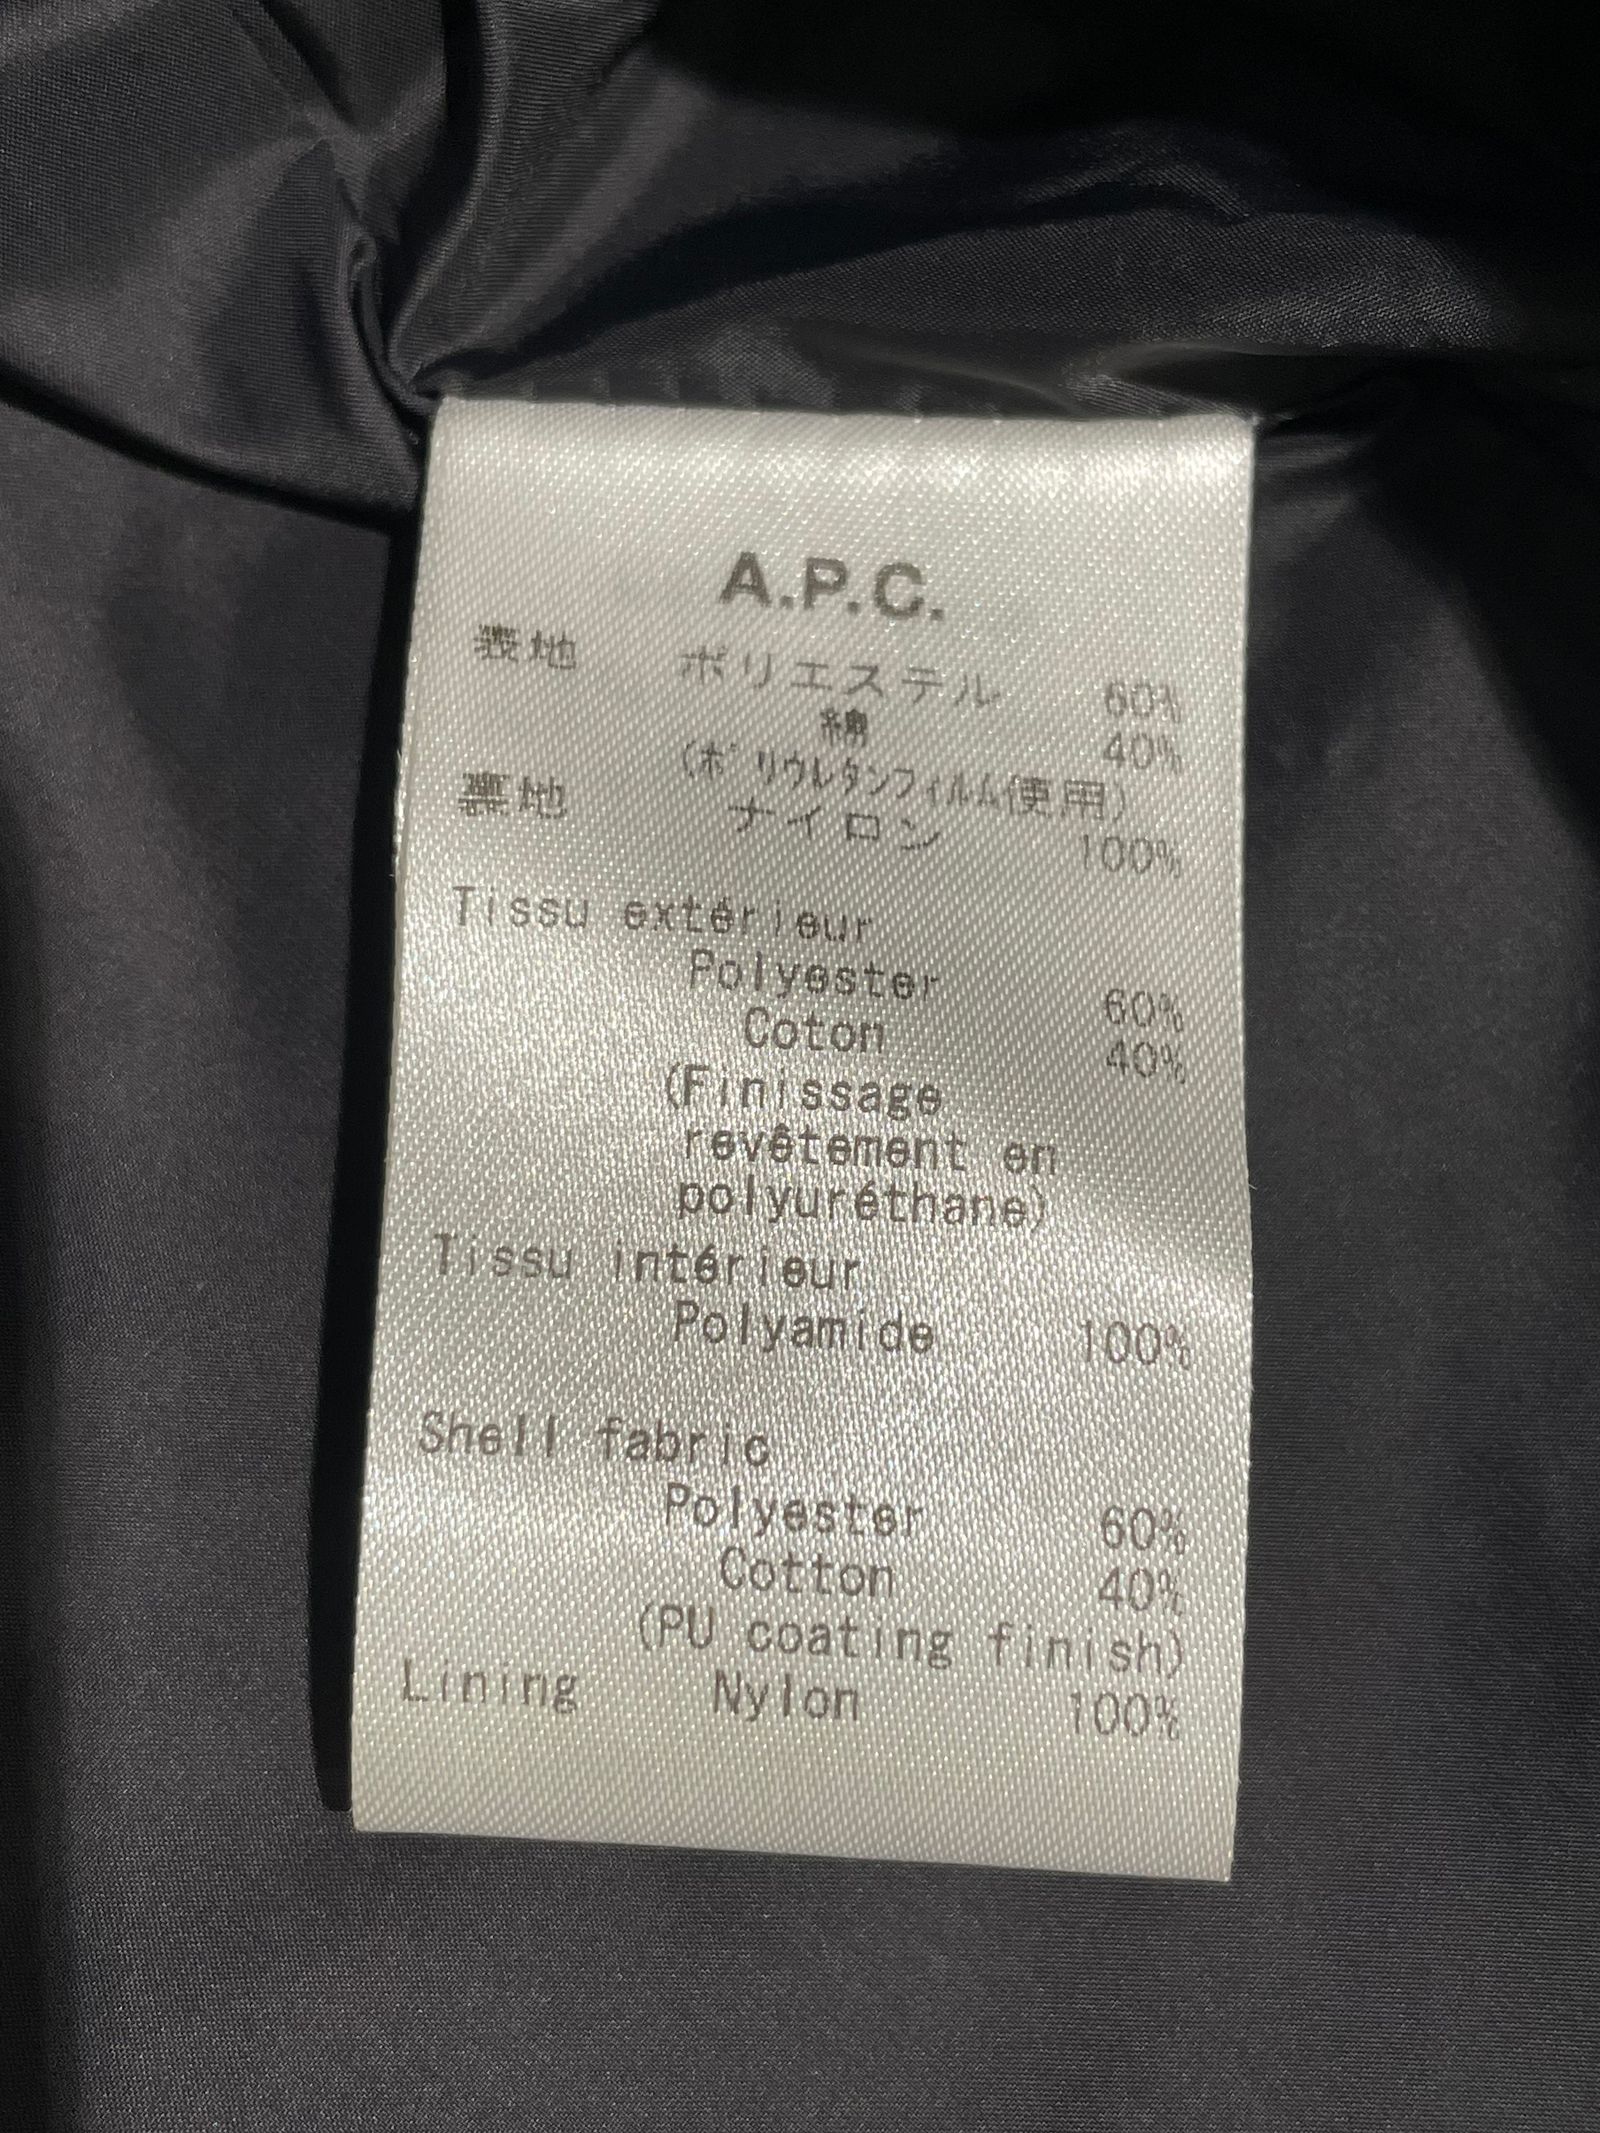 A.P.C.
表地 ポリエステル 60%
綿 40%
(ポリウレタンフィルム使用)
裏地 ナイロン 100%
Tissu extérieur
Polyester 60%
Coton 40%
(Finissage
revêtement en
polyuréthane)
Tissu intérieur
Polyamide 100%
Shell fabric
Polyester 60%
Cotton 40%
(PU coating finish)
Lining Nylon 100%